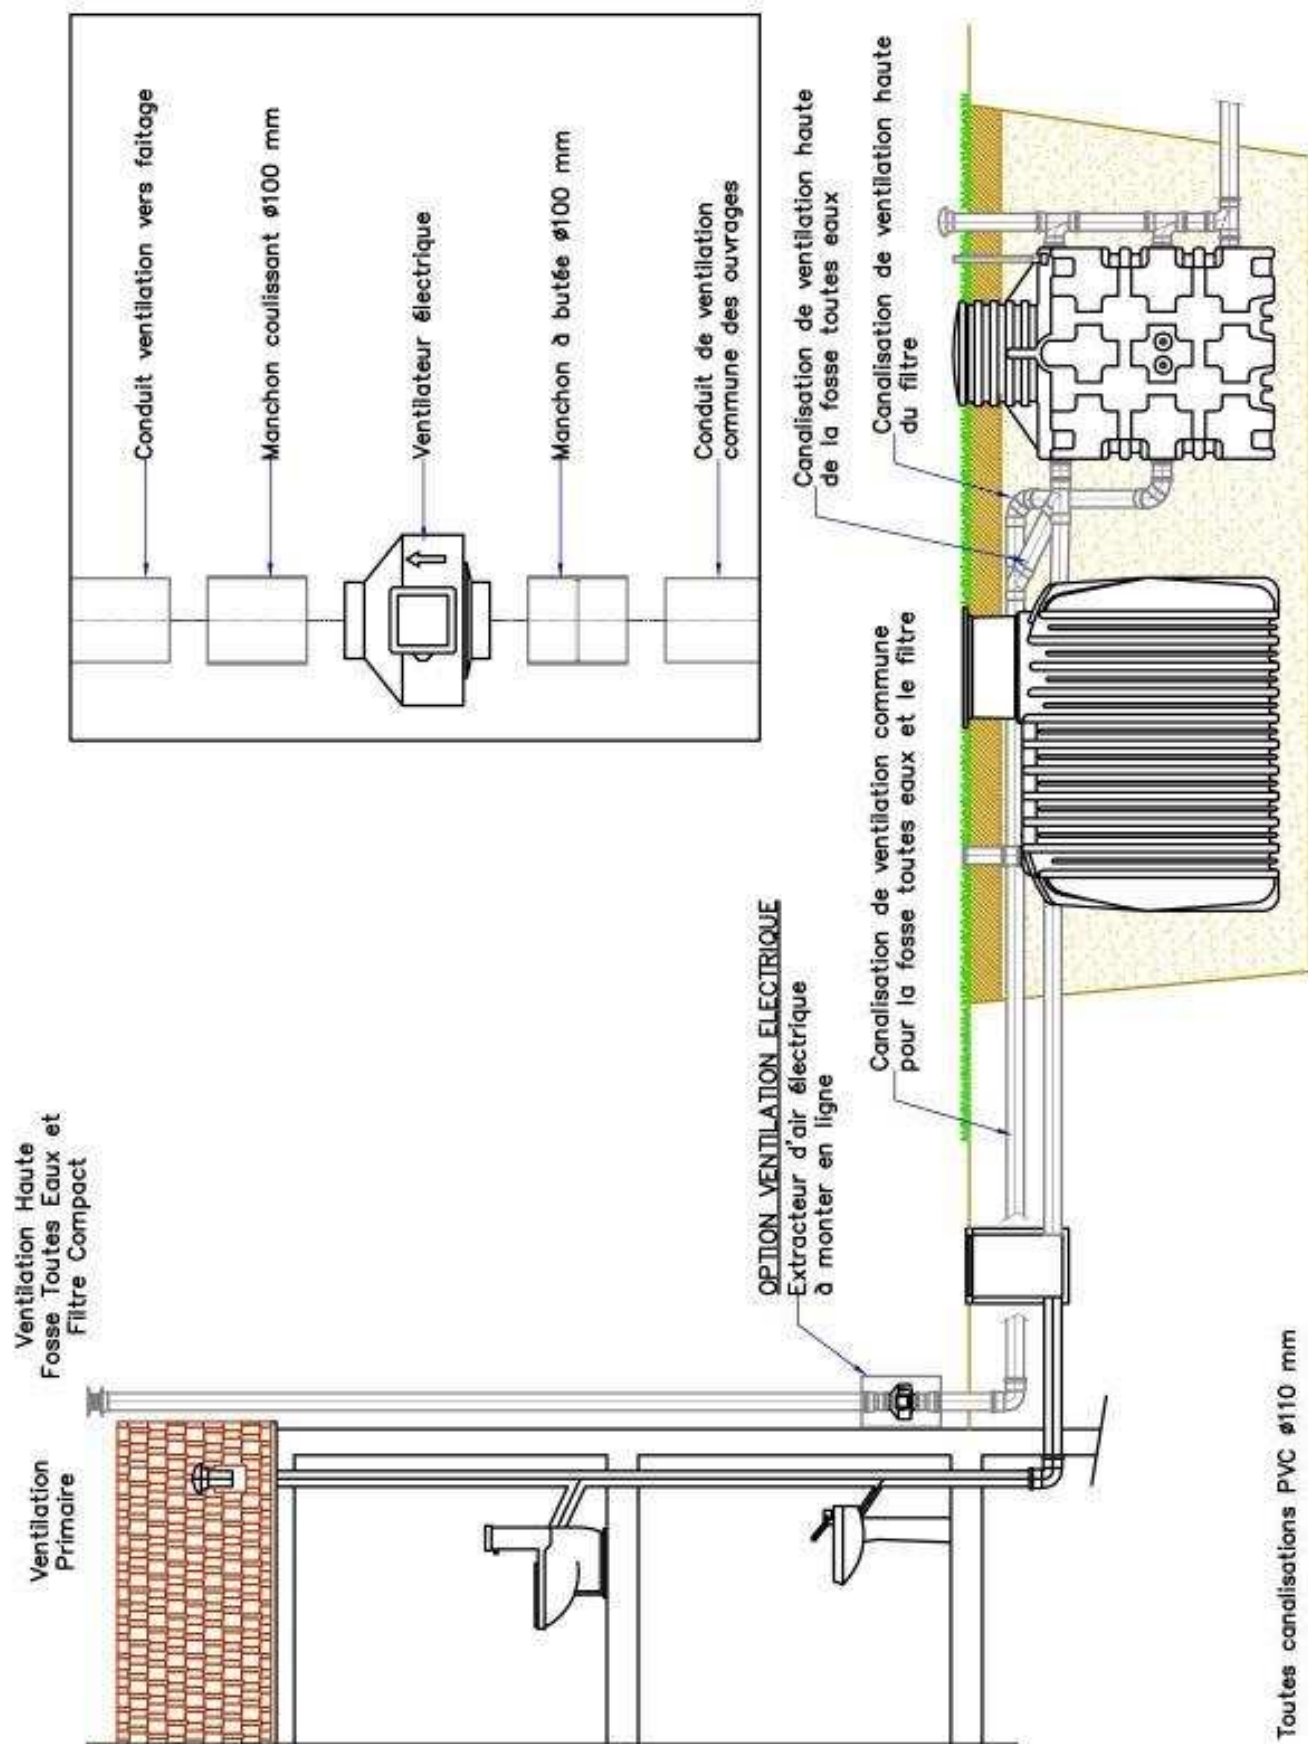 Ventilation
Primaire
Ventilation Haute
Fosse Toutes Eaux et
Filtre Compact
Conduit ventilation vers faitage
Manchon coulissant ø100 mm
Ventilateur électrique
Manchon à butée ø100 mm
Conduit de ventilation
commune des ouvrages
OPTION VENTILATION ELECTRIQUE
Extracteur d'air électrique
à monter en ligne
Canalisation de ventilation haute
de la fosse toutes eaux
Canalisation de ventilation haute
du filtre
Canalisation de ventilation commune
pour la fosse toutes eaux et le filtre
Toutes canalisations PVC ø110 mm